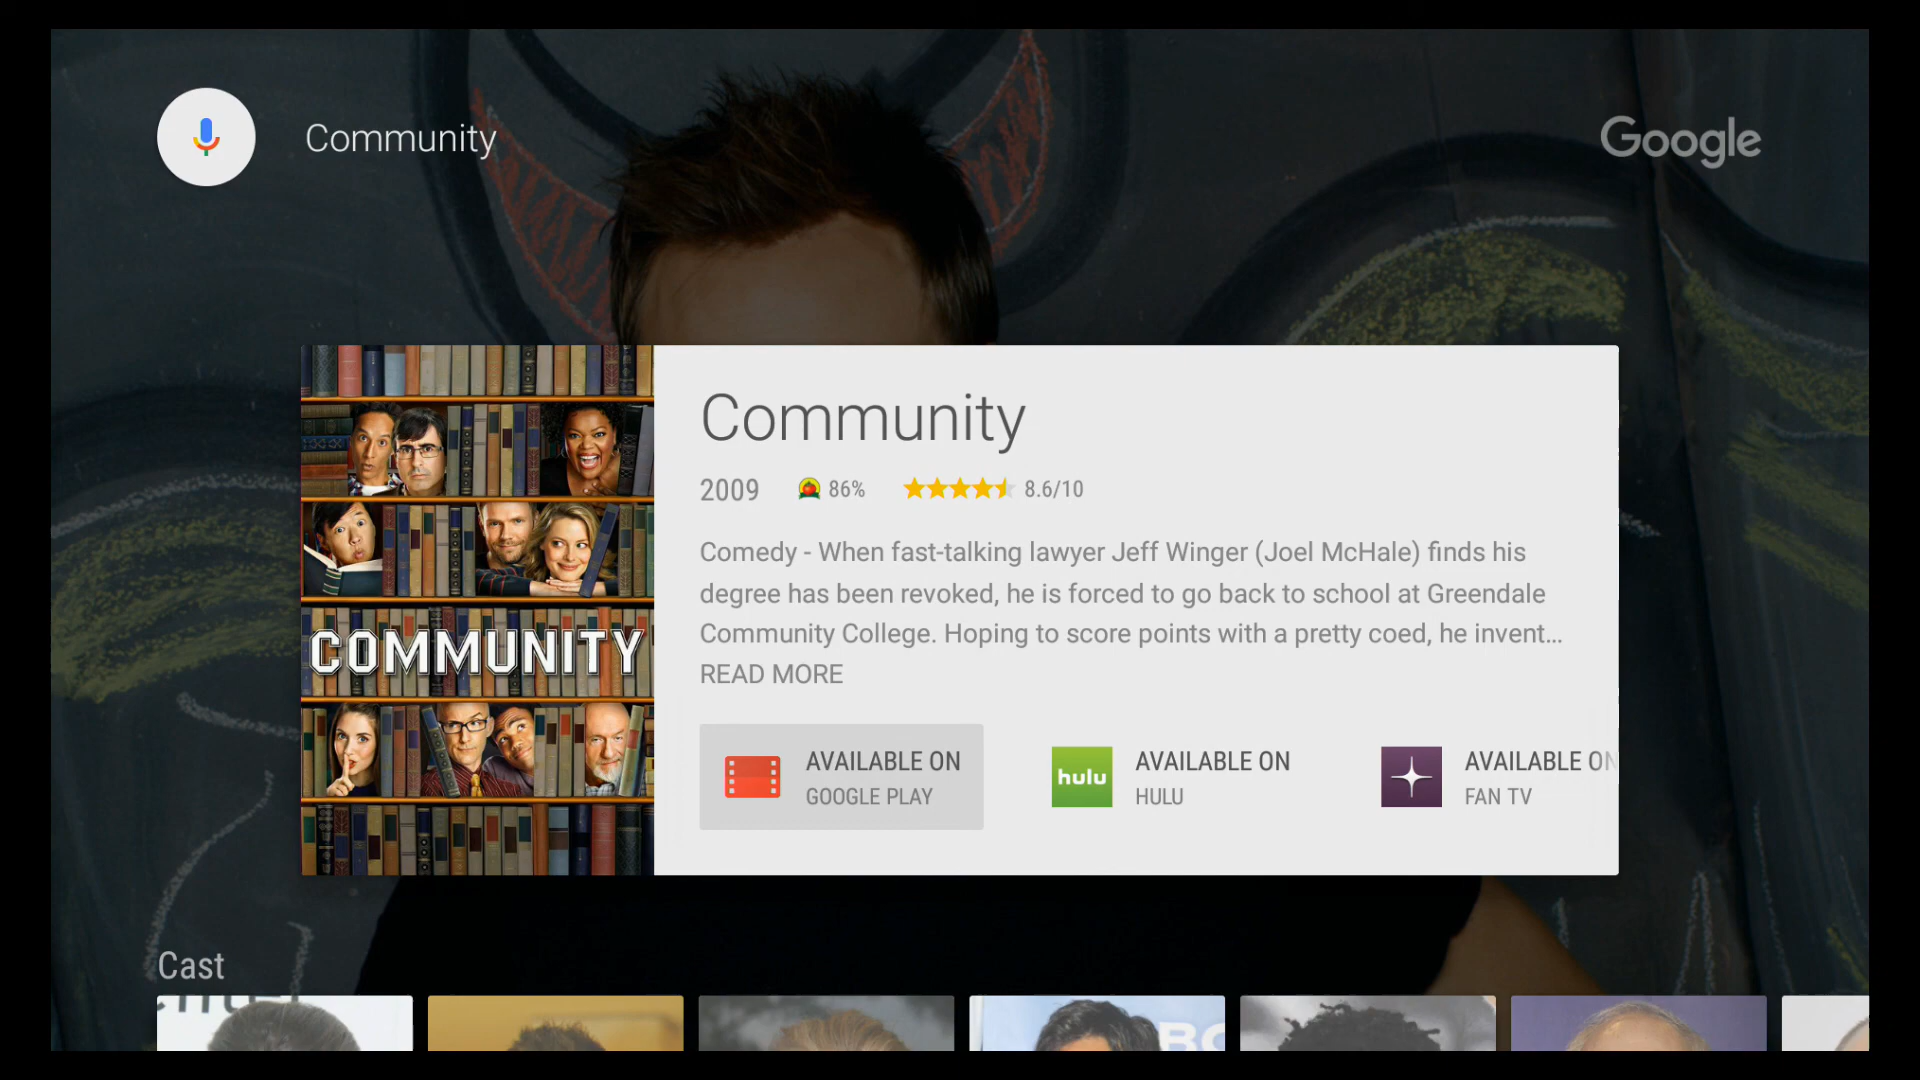 Community
Google
Community
2009 86% 8.6/10
Comedy - When fast-talking lawyer Jeff Winger (Joel McHale) finds his
degree has been revoked, he is forced to go back to school at Greendale
Community College. Hoping to score points with a pretty coed, he invent...
READ MORE
COMMUNITY
AVAILABLE ON
GOOGLE PLAY
hulu
AVAILABLE ON
HULU
AVAILABLE ON
FAN TV
Cast